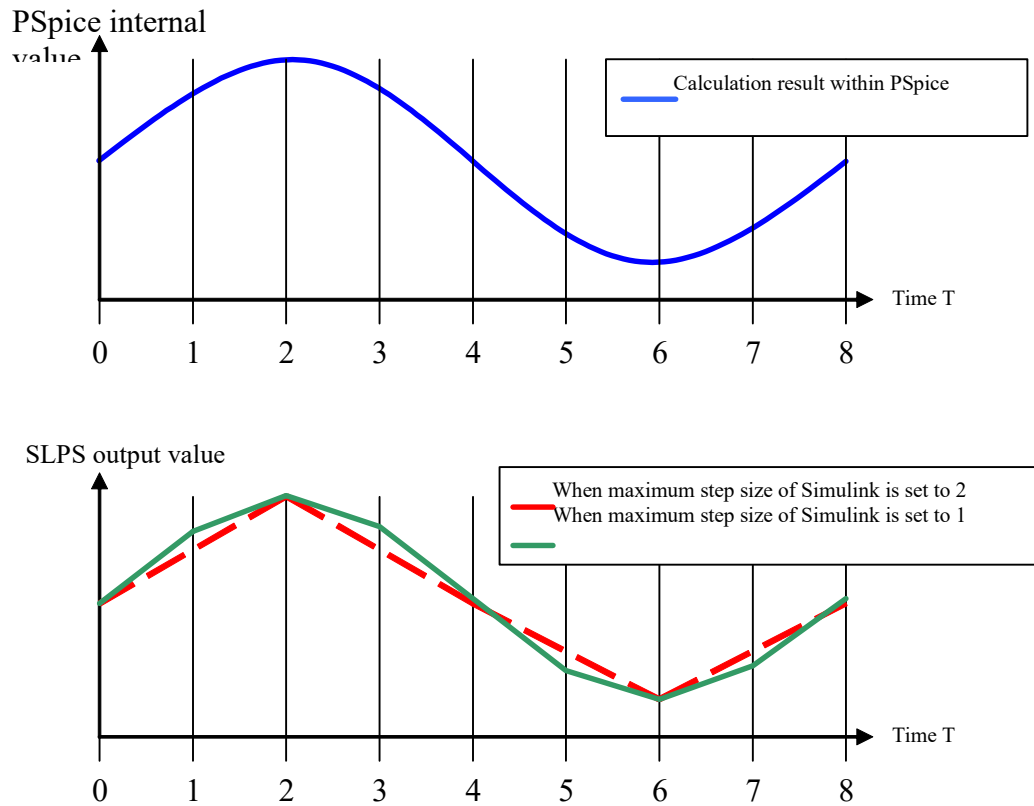 PSpice internal
value
Calculation result within PSpice
Time T
0 1 2 3 4 5 6 7 8
SLPS output value
When maximum step size of Simulink is set to 2
When maximum step size of Simulink is set to 1
Time T
0 1 2 3 4 5 6 7 8